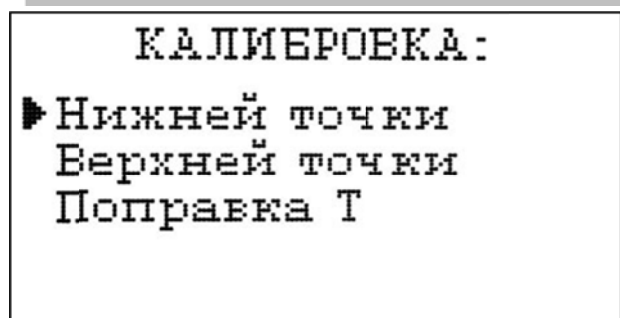 КАЛИБРОВКА:
Нижней точки
Верхней точки
Поправка Т